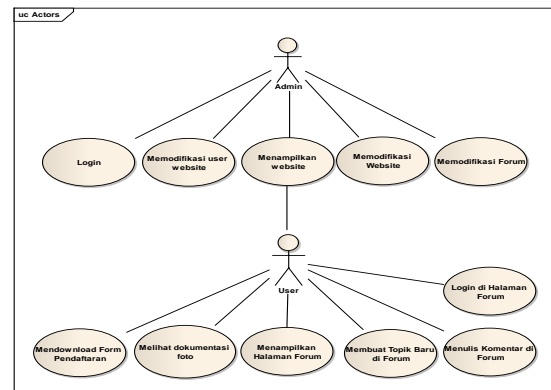 uc Actors
Admin
Login
Memodifikasi user
website
Menampilkan
website
Memodifikasi
Website
Memodifikasi Forum
User
Login di Halaman
Forum
Mendownload Form
Pendaftaran
Melihat dokumentasi
foto
Menampilkan
Halaman Forum
Membuat Topik Baru
di Forum
Menulis Komentar di
Forum